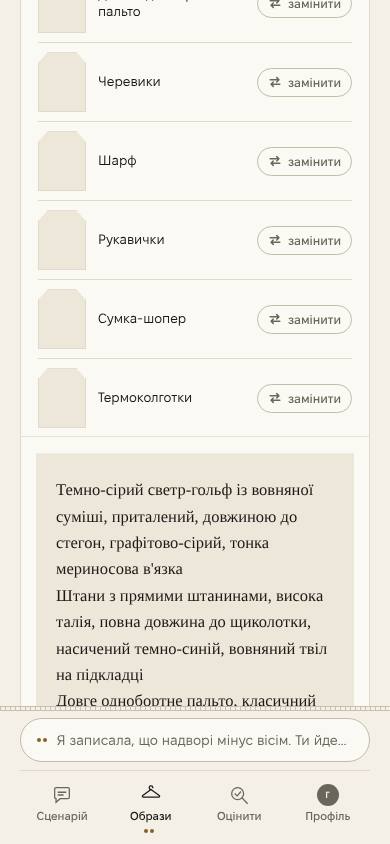 пальто
замінити
Черевики
замінити
Шарф
замінити
Рукавички
замінити
Сумка-шопер
замінити
Термоколготки
замінити
Темно-сірий светр-гольф із вовняної
суміші, приталений, довжиною до
стегон, графітово-сірий, тонка
мериносова в'язка
Штани з прямими штанинами, висока
талія, повна довжина до щиколотки,
насичений темно-синій, вовняний твіл
на підкладці
Довге однобортне пальто, класичний
Я записала, що надворі мінус вісім. Ти йде…
Сценарій
Образи
Оцінити
г
Профіль